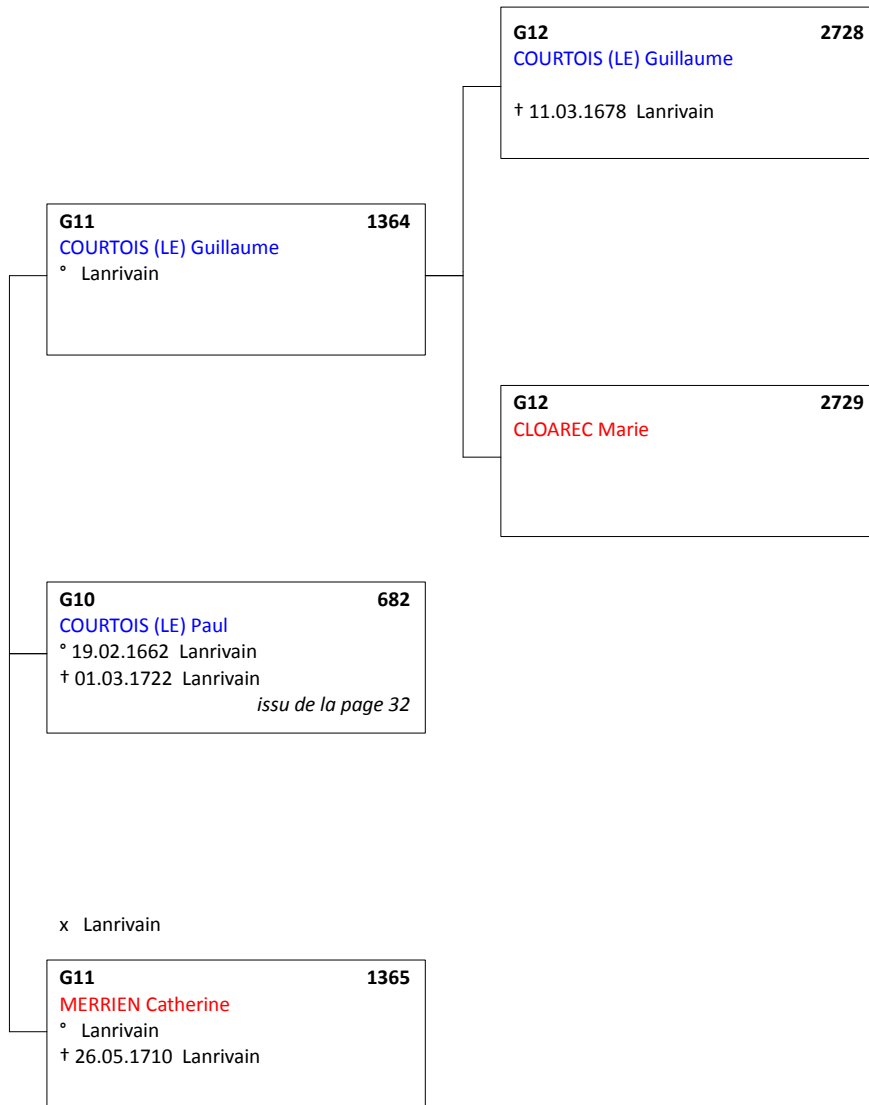 G12 2728
COURTOIS (LE) Guillaume
† 11.03.1678 Lanrivain
G11 1364
COURTOIS (LE) Guillaume
° Lanrivain
G12 2729
CLOAREC Marie
G10 682
COURTOIS (LE) Paul
° 19.02.1662 Lanrivain
† 01.03.1722 Lanrivain
issu de la page 32
x Lanrivain
G11 1365
MERRIEN Catherine
° Lanrivain
† 26.05.1710 Lanrivain